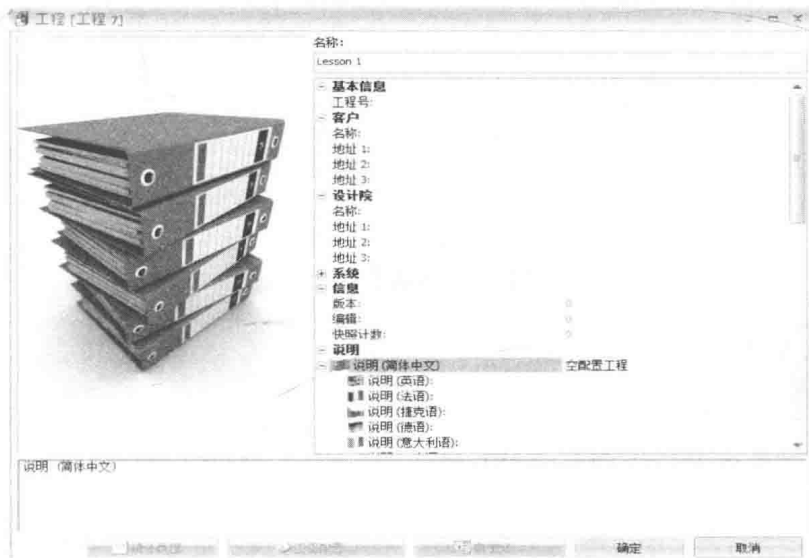 工程 [工程 7]
名称:
Lesson 1
基本信息
工程号:
客户
名称:
地址 1:
地址 2:
地址 3:
设计院
名称:
地址 1:
地址 2:
地址 3:
系统
信息
版本: 0
编辑: 0
快照计数: 0
说明
说明 (简体中文) 空配置工程
说明 (英语):
说明 (法语):
说明 (捷克语):
说明 (德语):
说明 (意大利语):
说明 (简体中文)
确定 取消